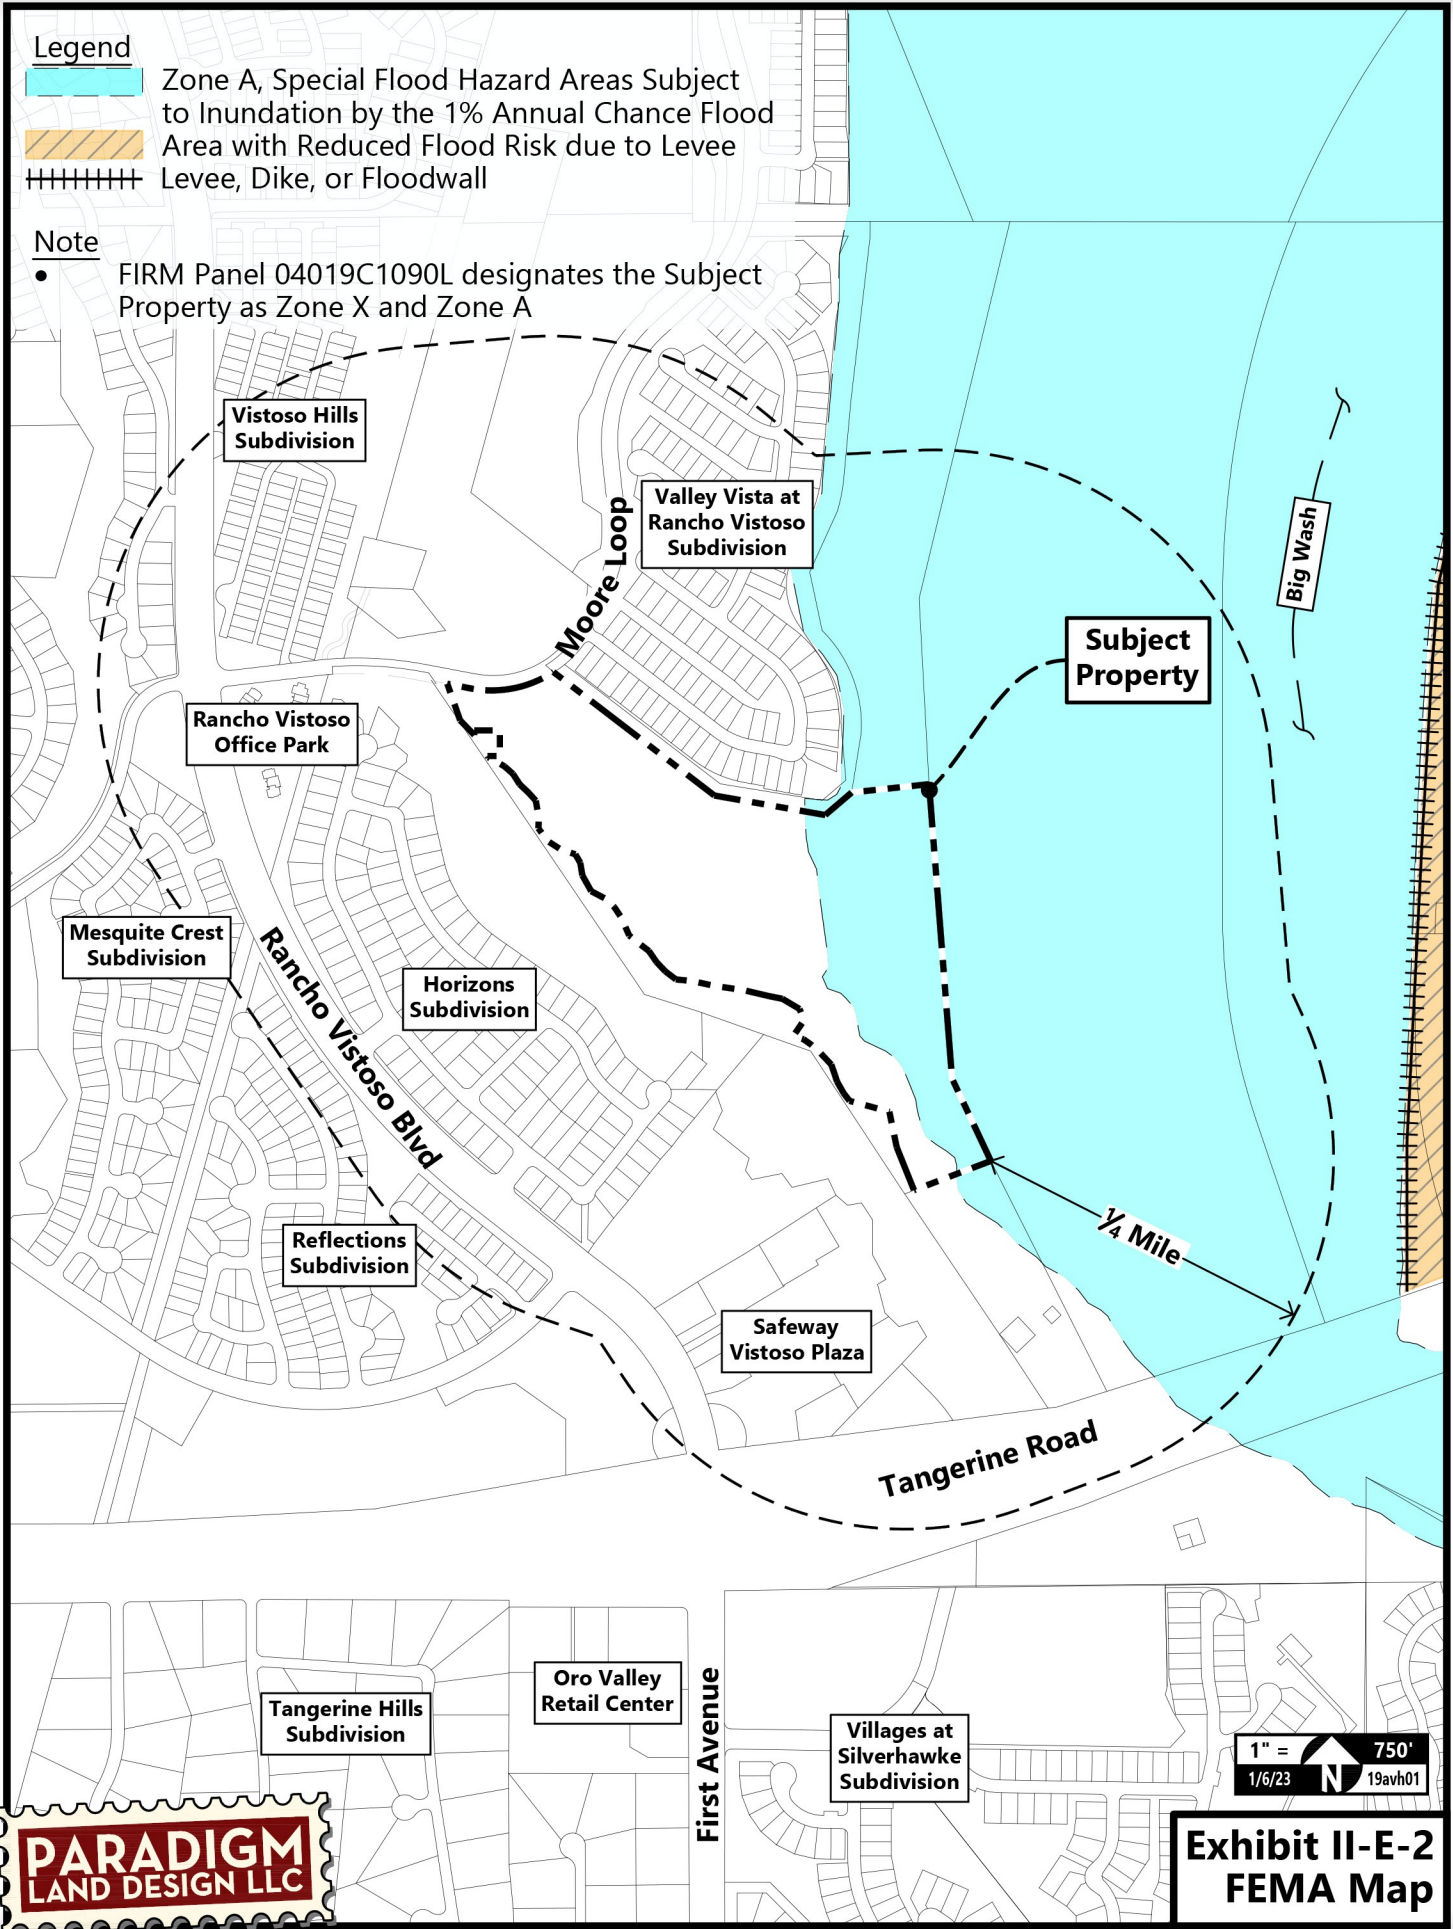 Legend
Zone A, Special Flood Hazard Areas Subject
to Inundation by the 1% Annual Chance Flood
Area with Reduced Flood Risk due to Levee
Levee, Dike, or Floodwall
Note
• FIRM Panel 04019C1090L designates the Subject
Property as Zone X and Zone A
Vistoso Hills
Subdivision
Valley Vista at
Rancho Vistoso
Subdivision
Moore Loop
Big Wash
Subject
Property
Rancho Vistoso
Office Park
Mesquite Crest
Subdivision
Rancho Vistoso Blvd
Horizons
Subdivision
Reflections
Subdivision
¼ Mile
Safeway
Vistoso Plaza
Tangerine Road
Tangerine Hills
Subdivision
Oro Valley
Retail Center
First Avenue
Villages at
Silverhawke
Subdivision
1" = 750'
1/6/23 N 19avh01
PARADIGM
LAND DESIGN LLC
Exhibit II-E-2
FEMA Map